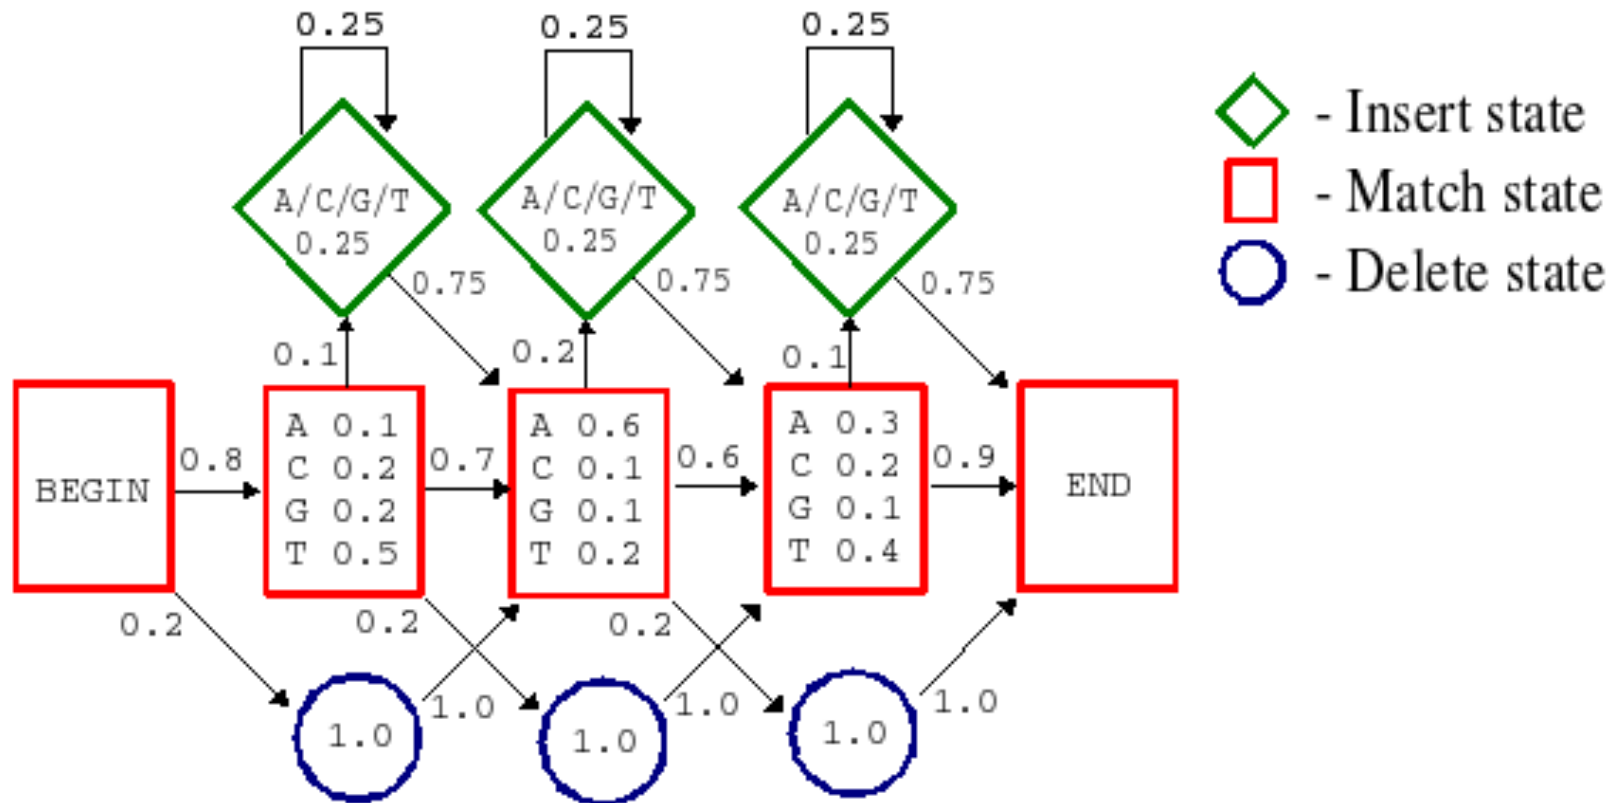 0.25
0.25
0.25
A/C/G/T
0.25
A/C/G/T
0.25
A/C/G/T
0.25
- Insert state
- Match state
- Delete state
0.75
0.75
0.75
0.1
0.2
0.1
BEGIN
0.8
A 0.1
C 0.2
G 0.2
T 0.5
0.7
A 0.6
C 0.1
G 0.1
T 0.2
0.6
A 0.3
C 0.2
G 0.1
T 0.4
0.9
END
0.2
0.2
0.2
1.0
1.0
1.0
1.0
1.0
1.0